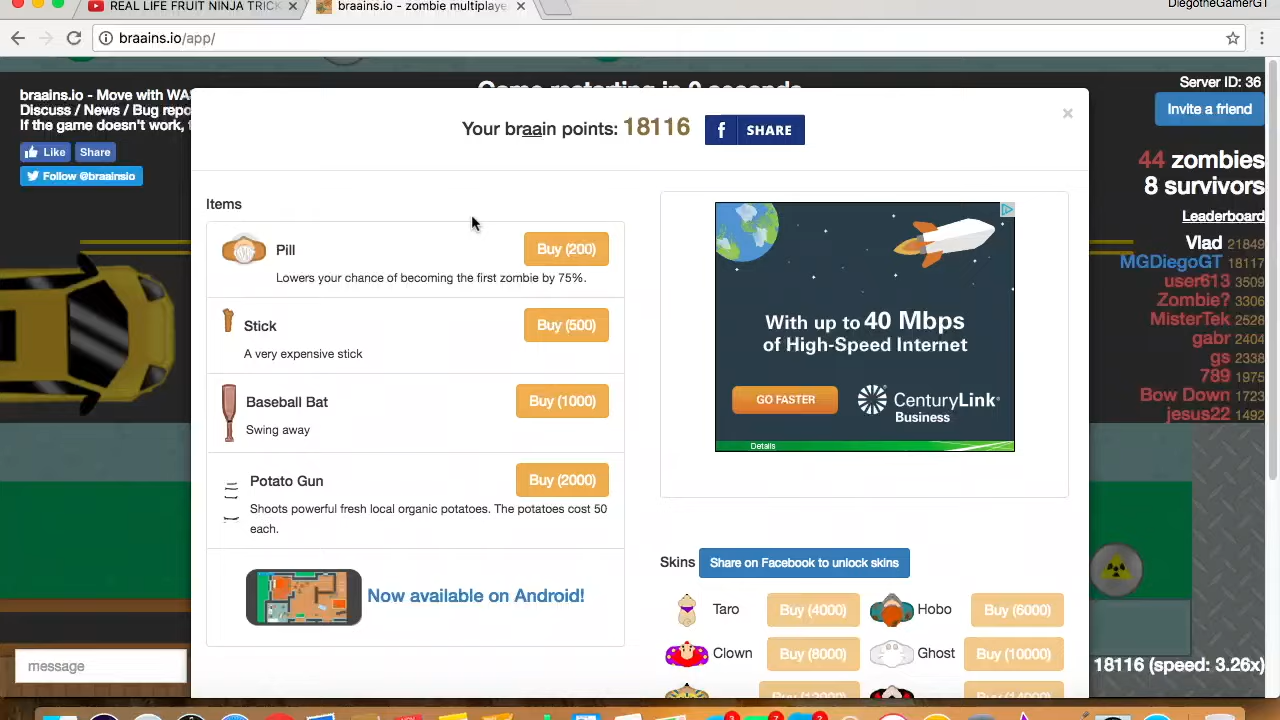 REAL LIFE FRUIT NINJA TRICK
braains.io - zombie multiplaye
DiegotheGamerGT
braains.io/app/
Game restarting in
seconds
braains.io - Move with WAS
Discuss / News / Bug repo
If the game doesn't work,
Like
Share
Follow @braainsio
Your braain points: 18116
SHARE
×
Server ID: 36
Invite a friend
44 zombies
8 survivors
Leaderboard
Vlad 21849
MGDiegoGT 18117
user613 3509
Zombie? 3306
MisterTek 2528
gabr 2404
gs 2338
789 1975
Bow Down 1723
jesus22 1492
Items
Pill
Buy (200)
Lowers your chance of becoming the first zombie by 75%.
Stick
Buy (500)
A very expensive stick
Baseball Bat
Buy (1000)
Swing away
Potato Gun
Buy (2000)
Shoots powerful fresh local organic potatoes. The potatoes cost 50
each.
Now available on Android!
With up to 40 Mbps
of High-Speed Internet
GO FASTER
CenturyLink
Business
Details
Skins
Share on Facebook to unlock skins
Taro
Buy (4000)
Hobo
Buy (6000)
Clown
Buy (8000)
Ghost
Buy (10000)
message
18116 (speed: 3.26x)